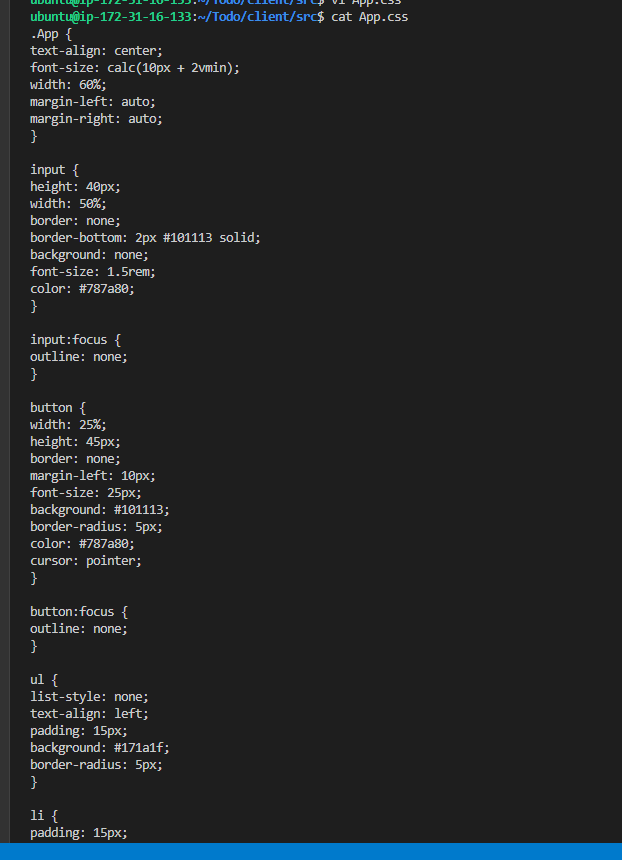 ubuntu@ip-172-31-16-133:~/Todo/client/src$ vi App.css
ubuntu@ip-172-31-16-133:~/Todo/client/src$ cat App.css
.App {
text-align: center;
font-size: calc(10px + 2vmin);
width: 60%;
margin-left: auto;
margin-right: auto;
}
input {
height: 40px;
width: 50%;
border: none;
border-bottom: 2px #101113 solid;
background: none;
font-size: 1.5rem;
color: #787a80;
}
input:focus {
outline: none;
}
button {
width: 25%;
height: 45px;
border: none;
margin-left: 10px;
font-size: 25px;
background: #101113;
border-radius: 5px;
color: #787a80;
cursor: pointer;
}
button:focus {
outline: none;
}
ul {
list-style: none;
text-align: left;
padding: 15px;
background: #171a1f;
border-radius: 5px;
}
li {
padding: 15px;